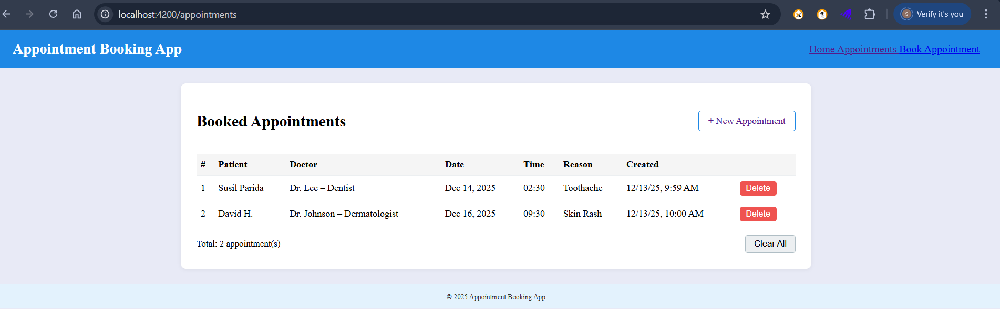 localhost:4200/appointments
S Verify it's you
Appointment Booking App
Home Appointments Book Appointment
Booked Appointments
+ New Appointment
# Patient Doctor Date Time Reason Created
1 Susil Parida Dr. Lee – Dentist Dec 14, 2025 02:30 Toothache 12/13/25, 9:59 AM Delete
2 David H. Dr. Johnson – Dermatologist Dec 16, 2025 09:30 Skin Rash 12/13/25, 10:00 AM Delete
Total: 2 appointment(s)
Clear All
© 2025 Appointment Booking App